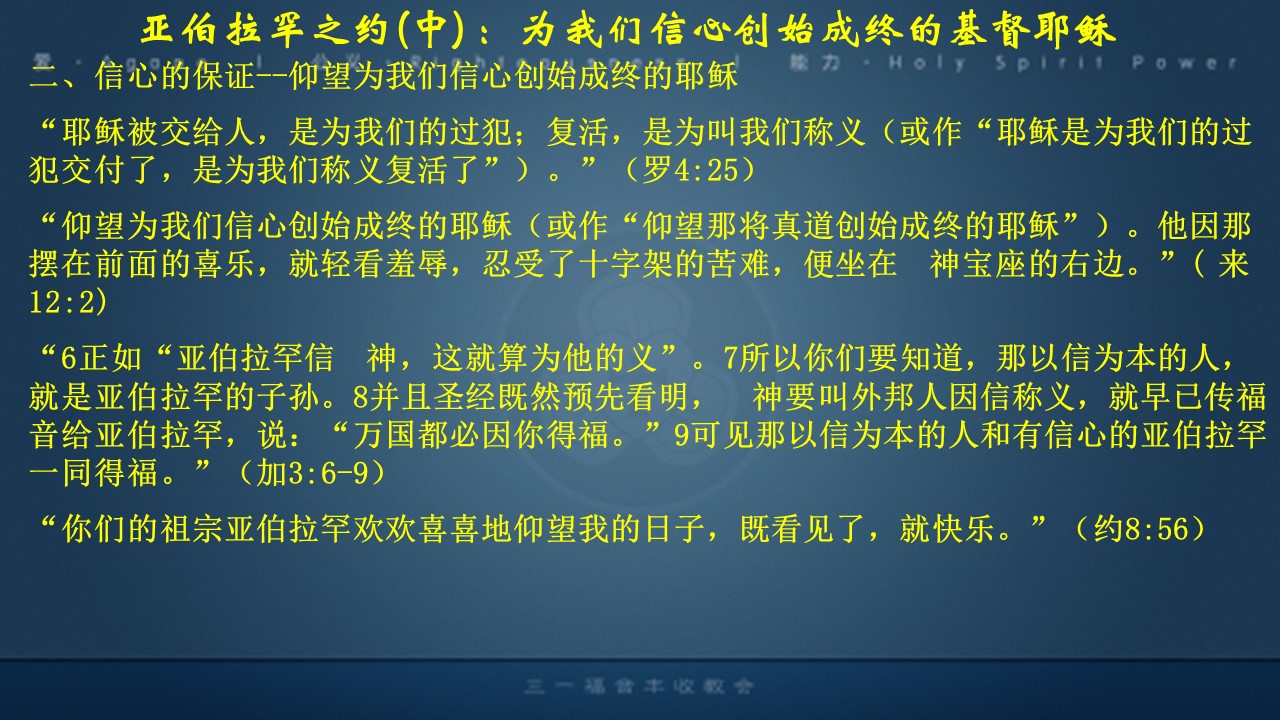 亚伯拉罕之约(中)：为我们信心创始成终的基督耶稣
爱·Agape | 公义·Righteousness | 能力·Holy Spirit Power
二、信心的保证--仰望为我们信心创始成终的耶稣
“耶稣被交给人，是为我们的过犯；复活，是为叫我们称义（或作“耶稣是为我们的过
犯交付了，是为我们称义复活了”）。”（罗4:25）
“仰望为我们信心创始成终的耶稣（或作“仰望那将真道创始成终的耶稣”）。他因那
摆在前面的喜乐，就轻看羞辱，忍受了十字架的苦难，便坐在　神宝座的右边。”( 来
12:2)
“6正如“亚伯拉罕信　神，这就算为他的义”。7所以你们要知道，那以信为本的人，
就是亚伯拉罕的子孙。8并且圣经既然预先看明，　神要叫外邦人因信称义，就早已传福
音给亚伯拉罕，说：“万国都必因你得福。”9可见那以信为本的人和有信心的亚伯拉罕
一同得福。”（加3:6-9）
“你们的祖宗亚伯拉罕欢欢喜喜地仰望我的日子，既看见了，就快乐。”（约8:56）
三一福音丰收教会